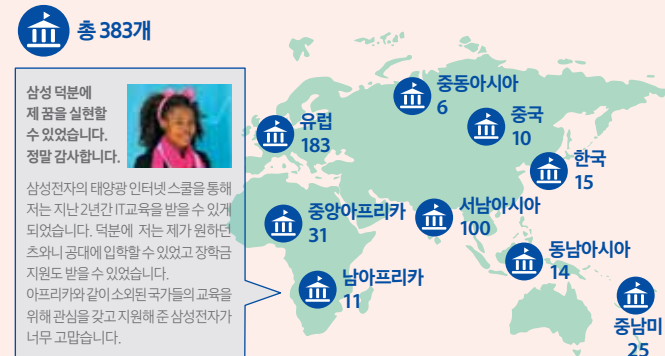 총 383개
삼성 덕분에
제 꿈을 실현할
수 있었습니다.
정말 감사합니다.
삼성전자의 태양광 인터넷 스쿨을 통해
저는 지난 2년간 IT교육을 받을 수 있게
되었습니다. 덕분에 저는 제가 원하던
츠와니 공대에 입학할 수 있었고 장학금
지원도 받을 수 있었습니다.
아프리카와 같이 소외된 국가들의 교육을
위해 관심을 갖고 지원해 준 삼성전자가
너무 고맙습니다.
유럽
183
중동아시아
6
중국
10
한국
15
중앙아프리카
31
서남아시아
100
동남아시아
14
남아프리카
11
중남미
25